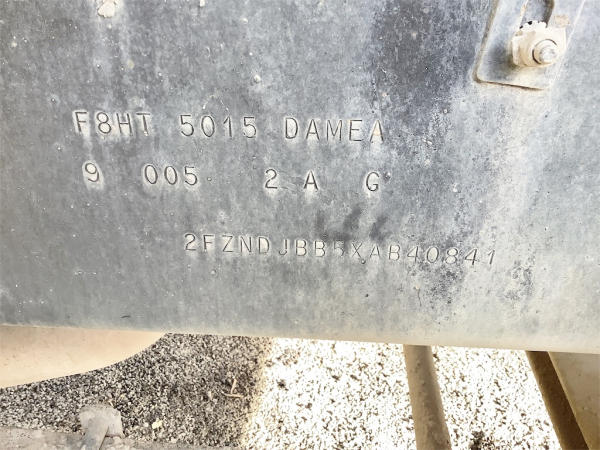 F8HT 5015 DAMEA
9 005 2 A G
2FZNDJBB5XAB40841